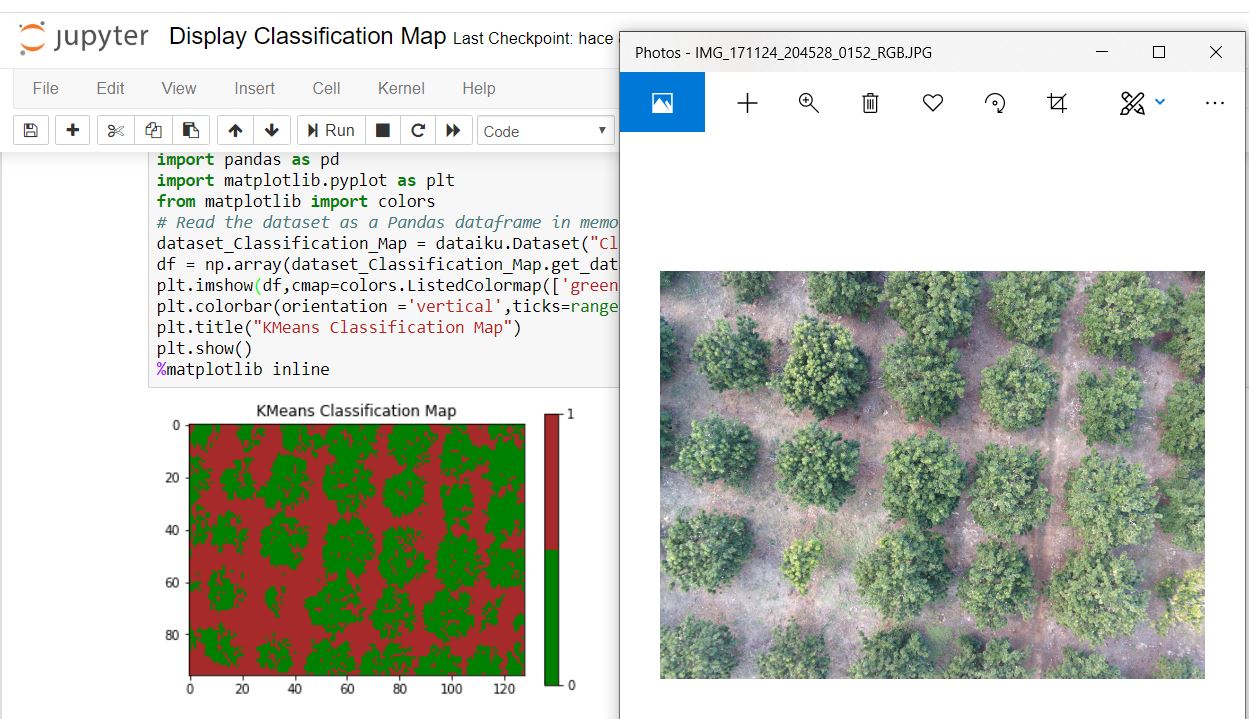 jupyter Display Classification Map Last Checkpoint: hace
File Edit View Insert Cell Kernel Help
Run Code
import pandas as pd
import matplotlib.pyplot as plt
from matplotlib import colors
# Read the dataset as a Pandas dataframe in memo
dataset_Classification_Map = dataiku.Dataset("Cl
df = np.array(dataset_Classification_Map.get_dat
plt.imshow(df,cmap=colors.ListedColormap(['green
plt.colorbar(orientation ='vertical',ticks=range
plt.title("KMeans Classification Map")
plt.show()
%matplotlib inline
KMeans Classification Map
0
20
40
60
80
0 20 40 60 80 100 120
1
0
Photos - IMG_171124_204528_0152_RGB.JPG